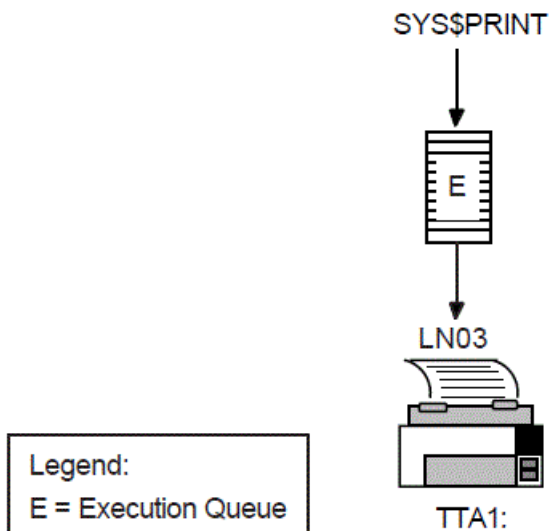 SYS$PRINT
E
LN03
TTA1:
Legend:
E = Execution Queue